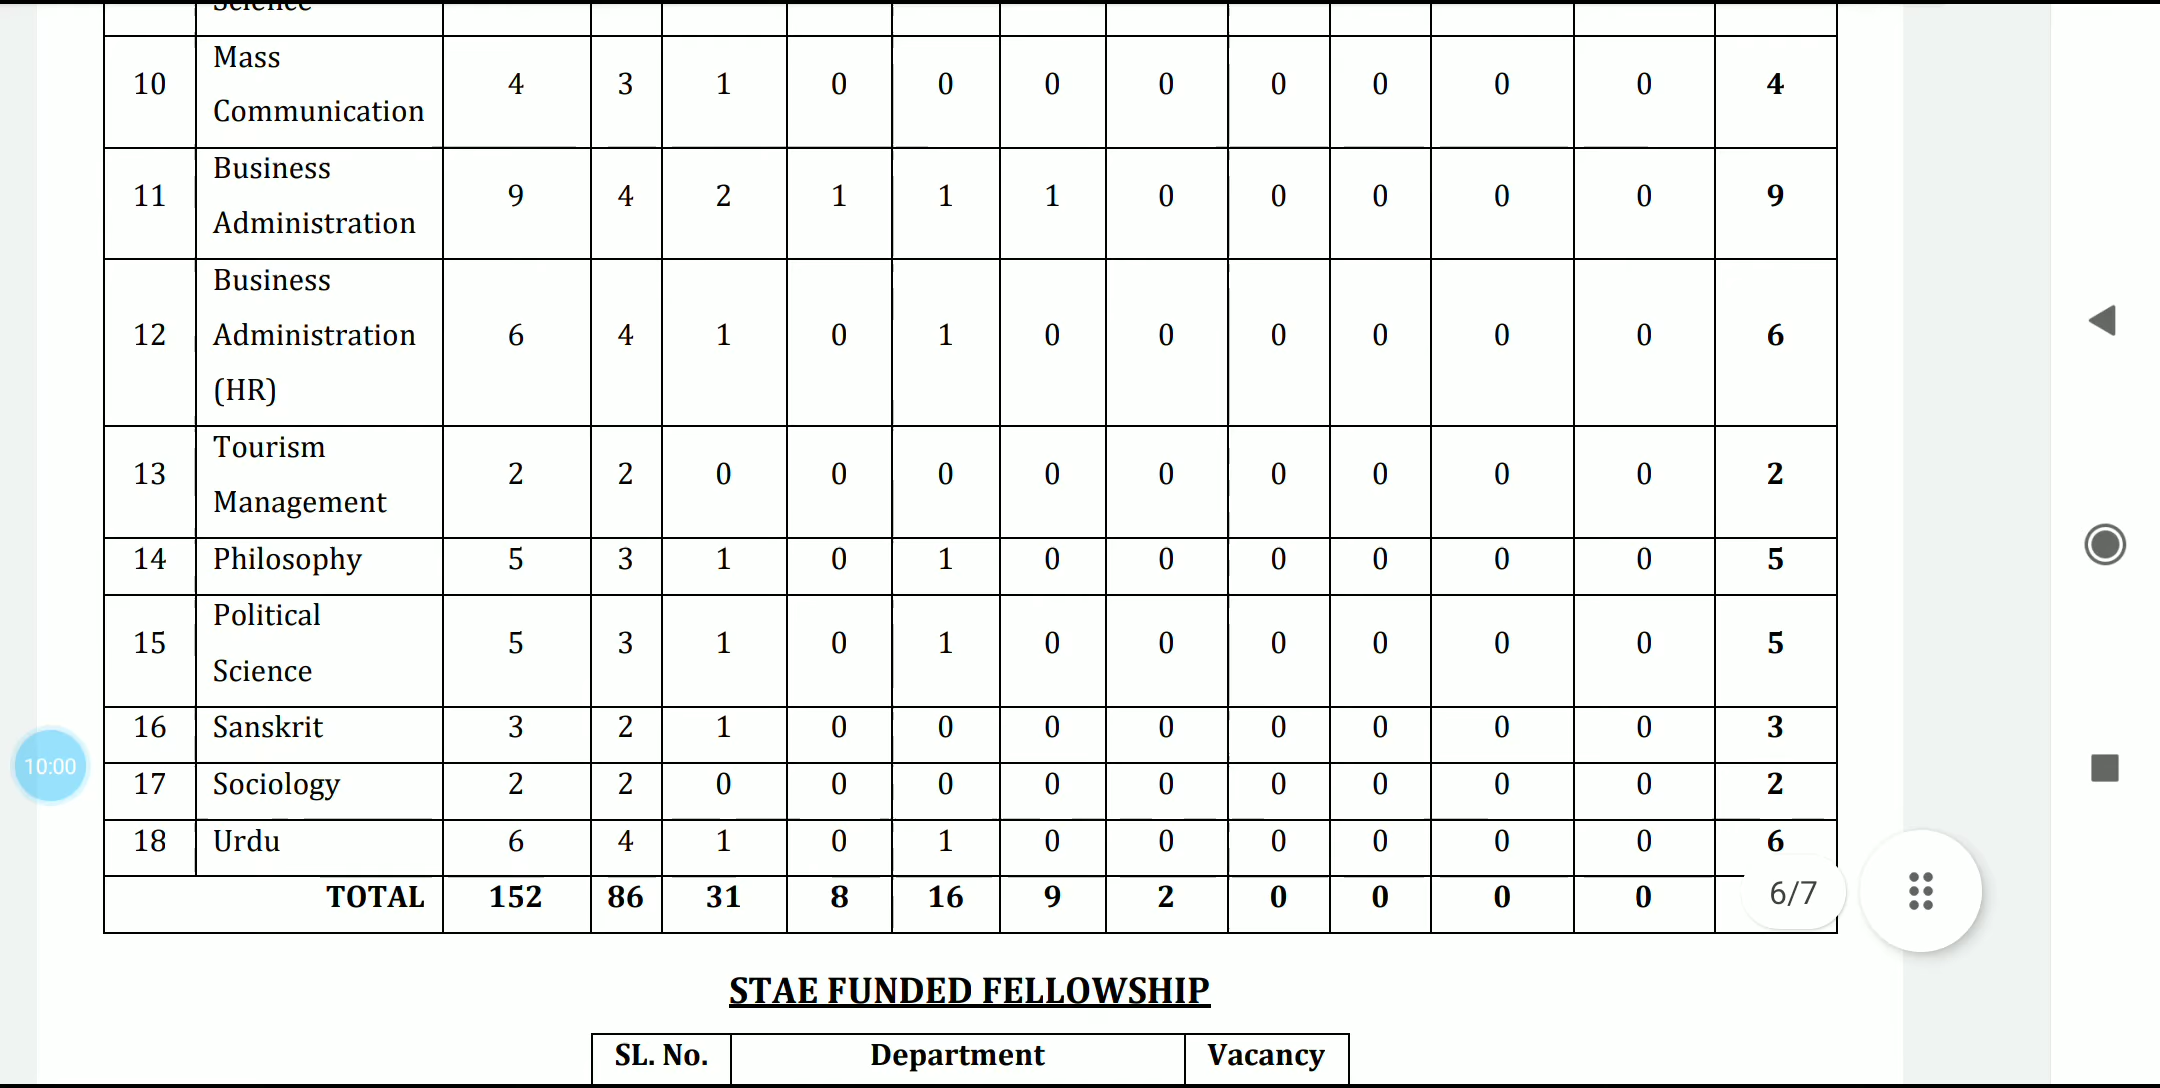 Science
10 Mass Communication 4 3 1 0 0 0 0 0 0 0 0 4
11 Business Administration 9 4 2 1 1 1 0 0 0 0 0 9
12 Business Administration (HR) 6 4 1 0 1 0 0 0 0 0 0 6
13 Tourism Management 2 2 0 0 0 0 0 0 0 0 0 2
14 Philosophy 5 3 1 0 1 0 0 0 0 0 0 5
15 Political Science 5 3 1 0 1 0 0 0 0 0 0 5
16 Sanskrit 3 2 1 0 0 0 0 0 0 0 0 3
10:00
17 Sociology 2 2 0 0 0 0 0 0 0 0 0 2
18 Urdu 6 4 1 0 1 0 0 0 0 0 0 6
TOTAL 152 86 31 8 16 9 2 0 0 0 0
6/7
STAE FUNDED FELLOWSHIP
SL. No. Department Vacancy